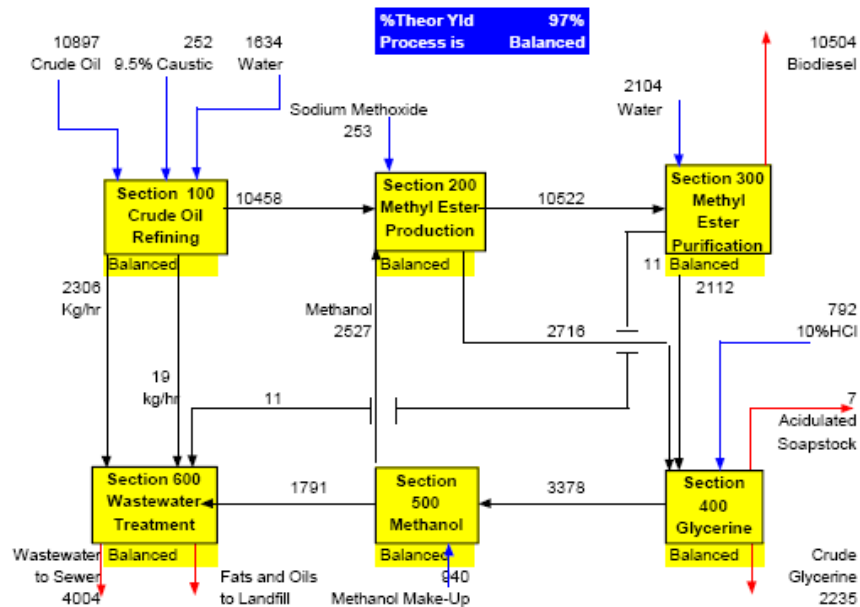 %Theor Yld 97%
Process is Balanced
10897
Crude Oil
252
9.5% Caustic
1634
Water
10504
Biodiesel
Sodium Methoxide
253
2104
Water
Section 100
Crude Oil
Refining
Balanced
10458
Section 200
Methyl Ester
Production
Balanced
10522
Section 300
Methyl
Ester
Purification
Balanced
11
2112
2306
Kg/hr
19
kg/hr
Methanol
2527
2716
792
10%HCl
11
7
Acidulated
Soapstock
Section 600
Wastewater
Treatment
Balanced
1791
Section
500
Methanol
Balanced
3378
Section
400
Glycerine
Balanced
Wastewater
to Sewer
4004
Fats and Oils
to Landfill
940
Methanol Make-Up
Crude
Glycerine
2235